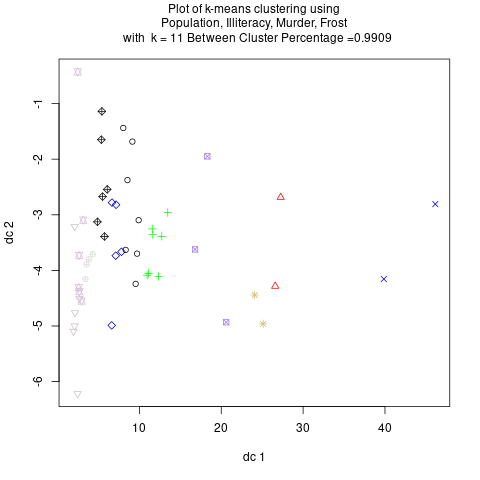 Plot of k-means clustering using
Population, Illiteracy, Murder, Frost
with  k = 11 Between Cluster Percentage =0.9909
-1
-2
-3
-4
-5
-6
dc 2
10
20
30
40
dc 1